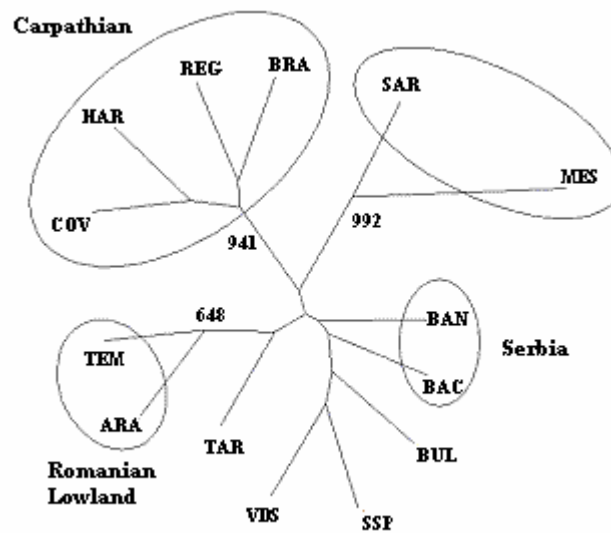 Carpathian
REG
BRA
SAR
HAR
MES
COV
941
992
648
BAN
TEM
Serbia
BAC
ARA
TAR
BUL
Romanian
Lowland
VDS
SSP